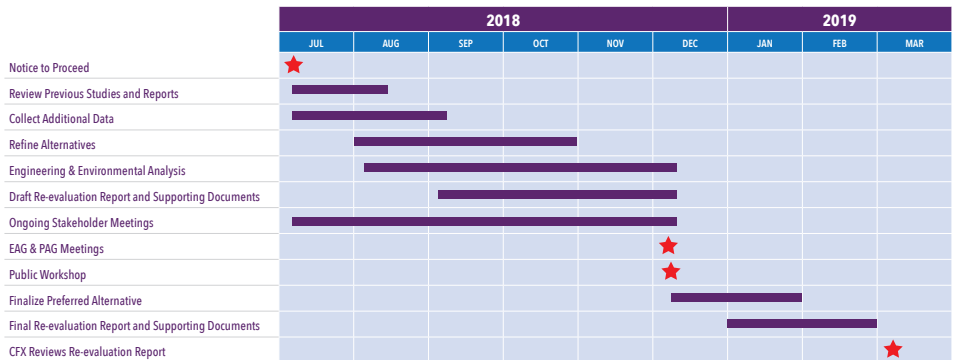 2018 2019
JUL AUG SEP OCT NOV DEC JAN FEB MAR
Notice to Proceed
Review Previous Studies and Reports
Collect Additional Data
Refine Alternatives
Engineering & Environmental Analysis
Draft Re-evaluation Report and Supporting Documents
Ongoing Stakeholder Meetings
EAG & PAG Meetings
Public Workshop
Finalize Preferred Alternative
Final Re-evaluation Report and Supporting Documents
CFX Reviews Re-evaluation Report